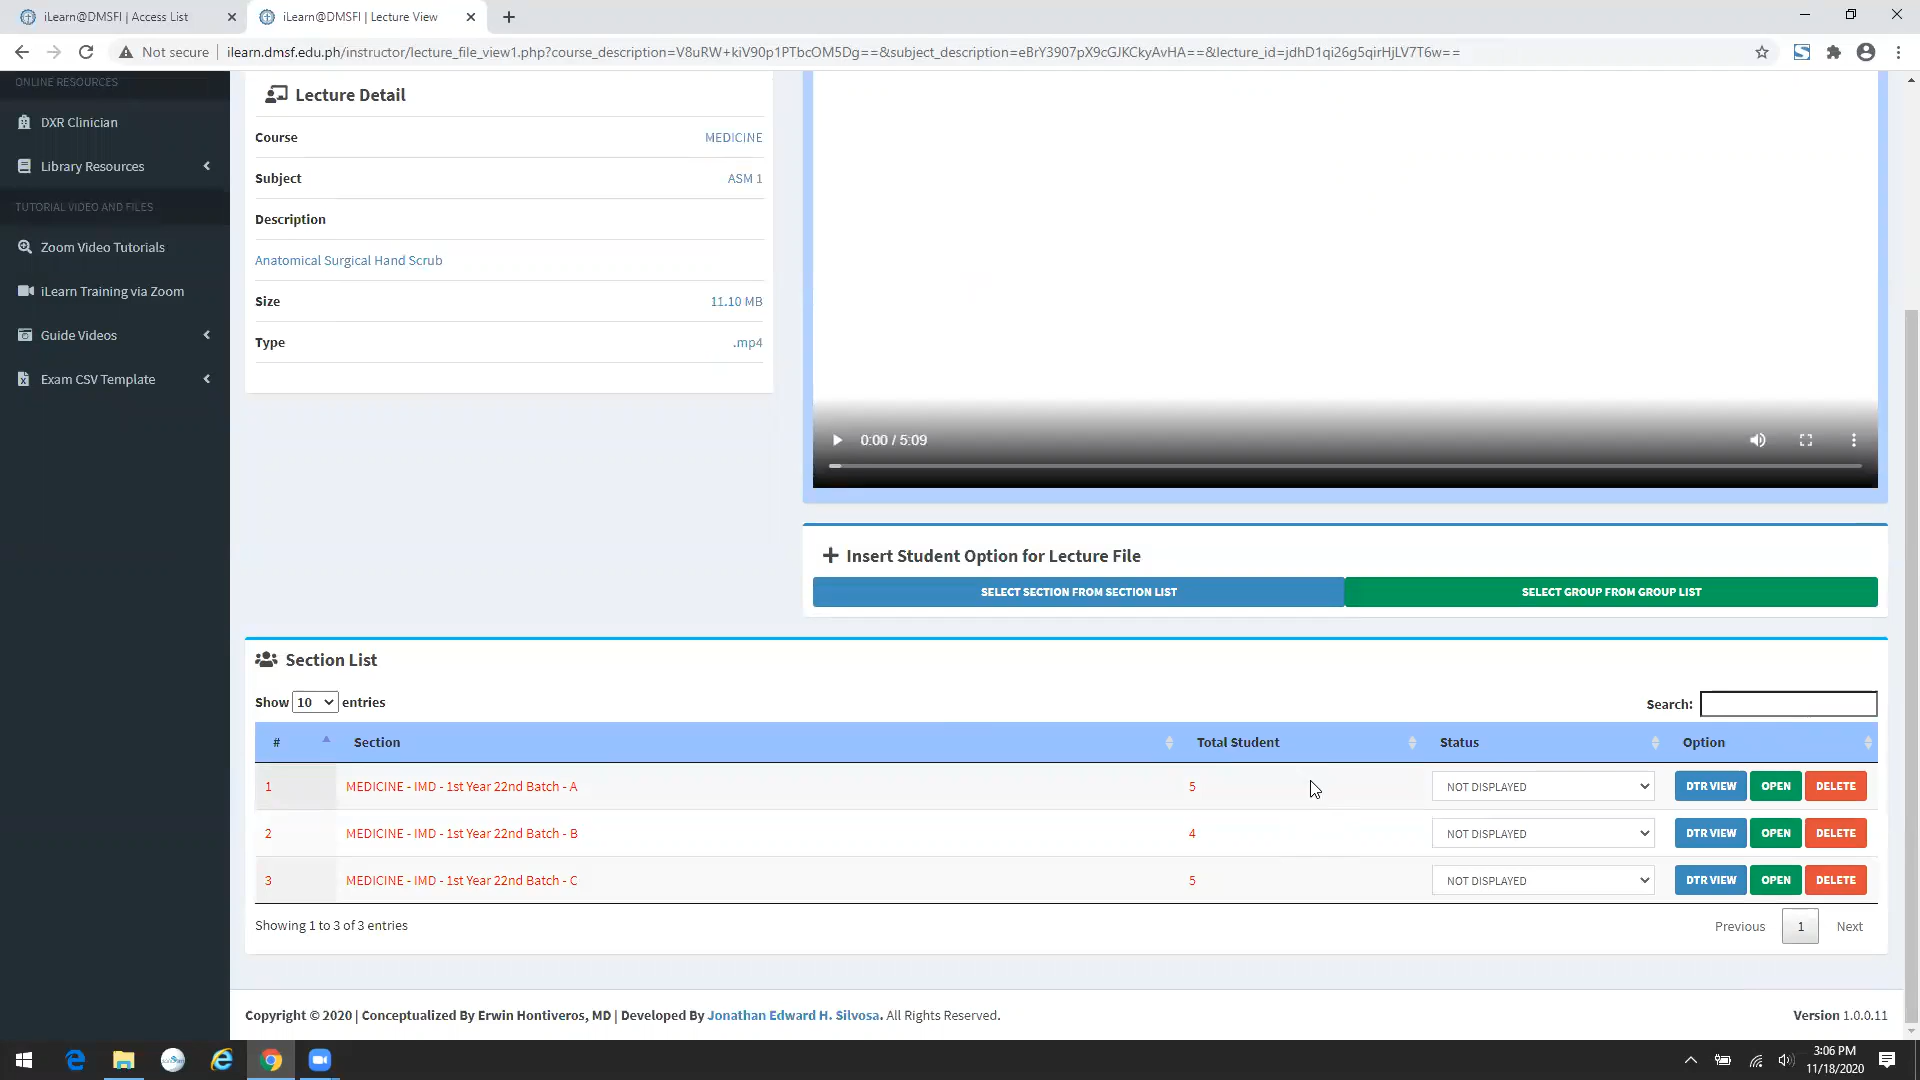 iLearn@DMSFI | Access List
iLearn@DMSFI | Lecture View
Not secure
ilearn.dmsf.edu.ph/instructor/lecture_file_view1.php?course_description=V8uRW+kiV90p1PTbcOM5Dg==&subject_description=eBrY3907pX9cGJKCkyAvHA==&lecture_id=jdhD1qi26g5qirHjLV7T6w==
ONLINE RESOURCES
DXR Clinician
Library Resources
TUTORIAL VIDEO AND FILES
Zoom Video Tutorials
iLearn Training via Zoom
Guide Videos
Exam CSV Template
Lecture Detail
Course MEDICINE
Subject ASM 1
Description
Anatomical Surgical Hand Scrub
Size 11.10 MB
Type .mp4
0:00 / 5:09
Insert Student Option for Lecture File
SELECT SECTION FROM SECTION LIST SELECT GROUP FROM GROUP LIST
Section List
Show 10 entries Search:
# Section Total Student Status Option
1 MEDICINE - IMD - 1st Year 22nd Batch - A 5 NOT DISPLAYED DTR VIEW OPEN DELETE
2 MEDICINE - IMD - 1st Year 22nd Batch - B 4 NOT DISPLAYED DTR VIEW OPEN DELETE
3 MEDICINE - IMD - 1st Year 22nd Batch - C 5 NOT DISPLAYED DTR VIEW OPEN DELETE
Showing 1 to 3 of 3 entries Previous 1 Next
Copyright © 2020 | Conceptualized By Erwin Hontiveros, MD | Developed By Jonathan Edward H. Silvosa. All Rights Reserved. Version 1.0.0.11
3:06 PM
11/18/2020